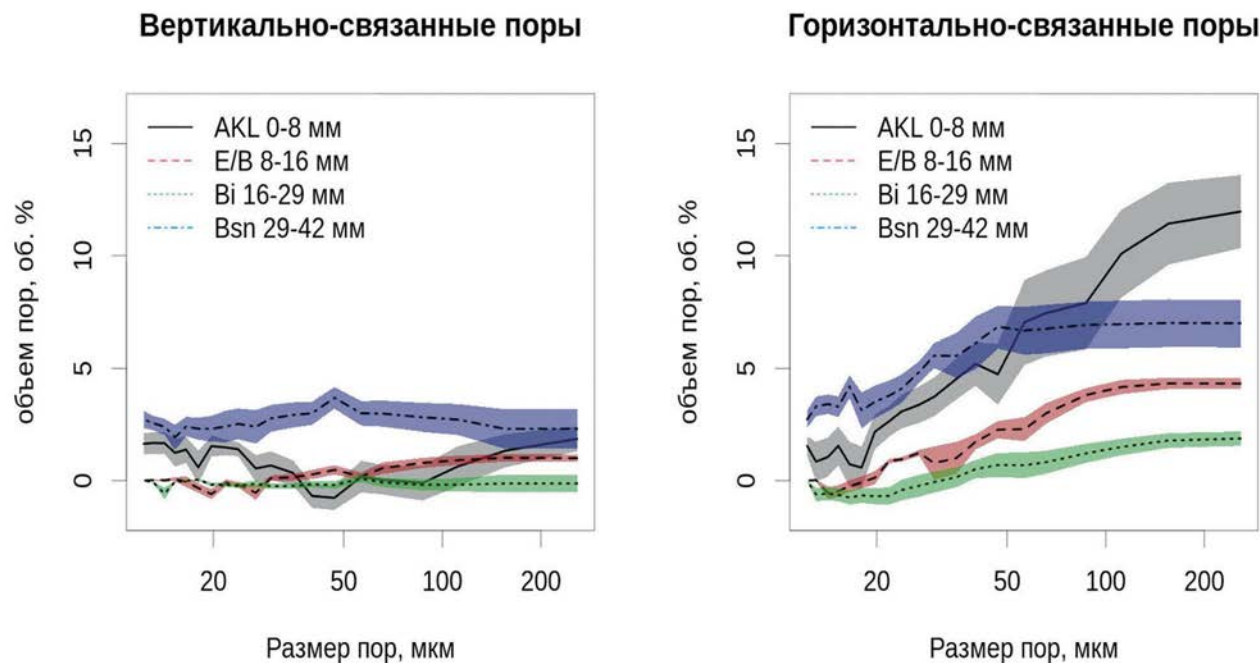 Вертикально-связанные поры
Горизонтально-связанные поры
объем пор, об. %
15
10
5
0
AKL 0-8 мм
E/B 8-16 мм
Bi 16-29 мм
Bsn 29-42 мм
20
50
100
200
Размер пор, мкм
объем пор, об. %
15
10
5
0
AKL 0-8 мм
E/B 8-16 мм
Bi 16-29 мм
Bsn 29-42 мм
20
50
100
200
Размер пор, мкм